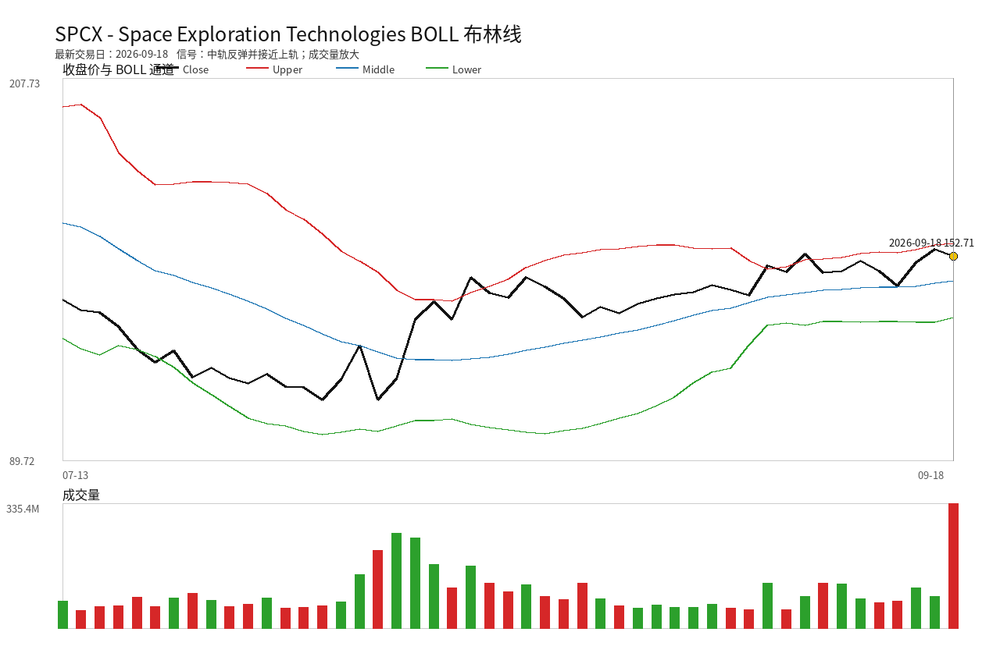 SPCX - Space Exploration Technologies BOLL 布林线
最新交易日：2026-09-18 信号：中轨反弹并接近上轨；成交量放大
收盘价与 BOLL 通道 Close Upper Middle Lower
207.73
2026-09-18 152.71
89.72
07-13 09-18
成交量
335.4M